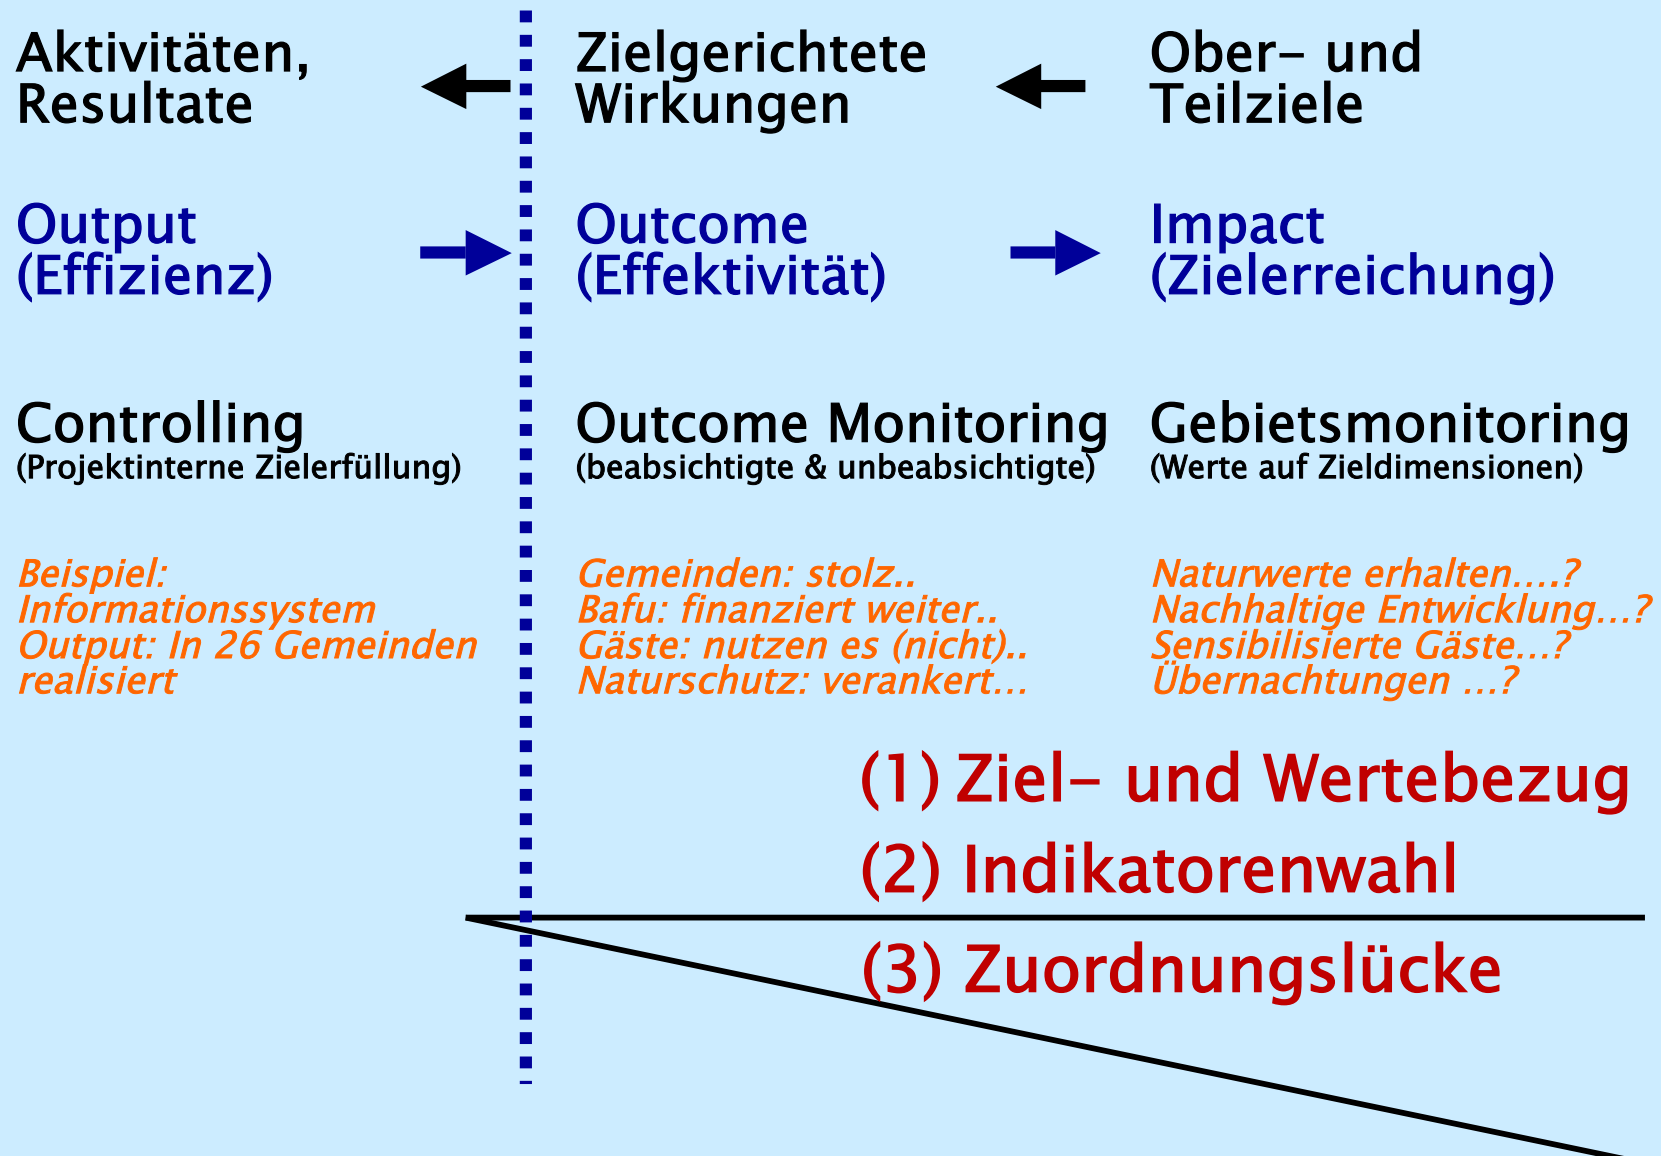 Aktivitäten,
Resultate
Zielgerichtete
Wirkungen
Ober- und
Teilziele
Output
(Effizienz)
Outcome
(Effektivität)
Impact
(Zielerreichung)
Controlling
(Projektinterne Zielerfüllung)
Outcome Monitoring
(beabsichtigte & unbeabsichtigte)
Gebietsmonitoring
(Werte auf Zieldimensionen)
Beispiel:
Informationssystem
Output: In 26 Gemeinden
realisiert
Gemeinden: stolz..
Bafu: finanziert weiter..
Gäste: nutzen es (nicht)..
Naturschutz: verankert...
Naturwerte erhalten....?
Nachhaltige Entwicklung...?
Sensibilisierte Gäste...?
Übernachtungen ...?
(1) Ziel- und Wertebezug
(2) Indikatorenwahl
(3) Zuordnungslücke